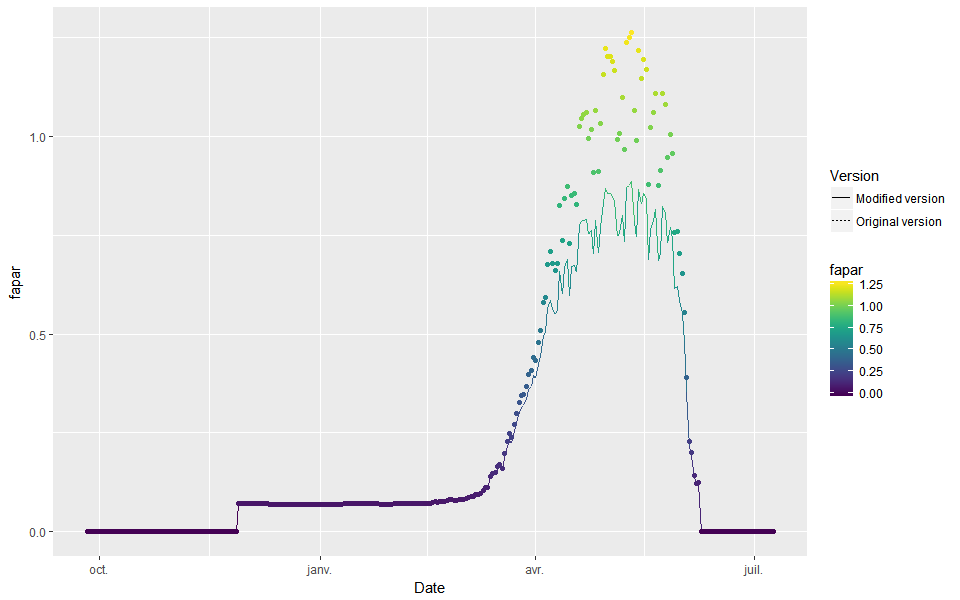 1.0
0.5
0.0
fapar
oct.
janv.
avr.
juil.
Date
Version
Modified version
Original version
fapar
1.25
1.00
0.75
0.50
0.25
0.00